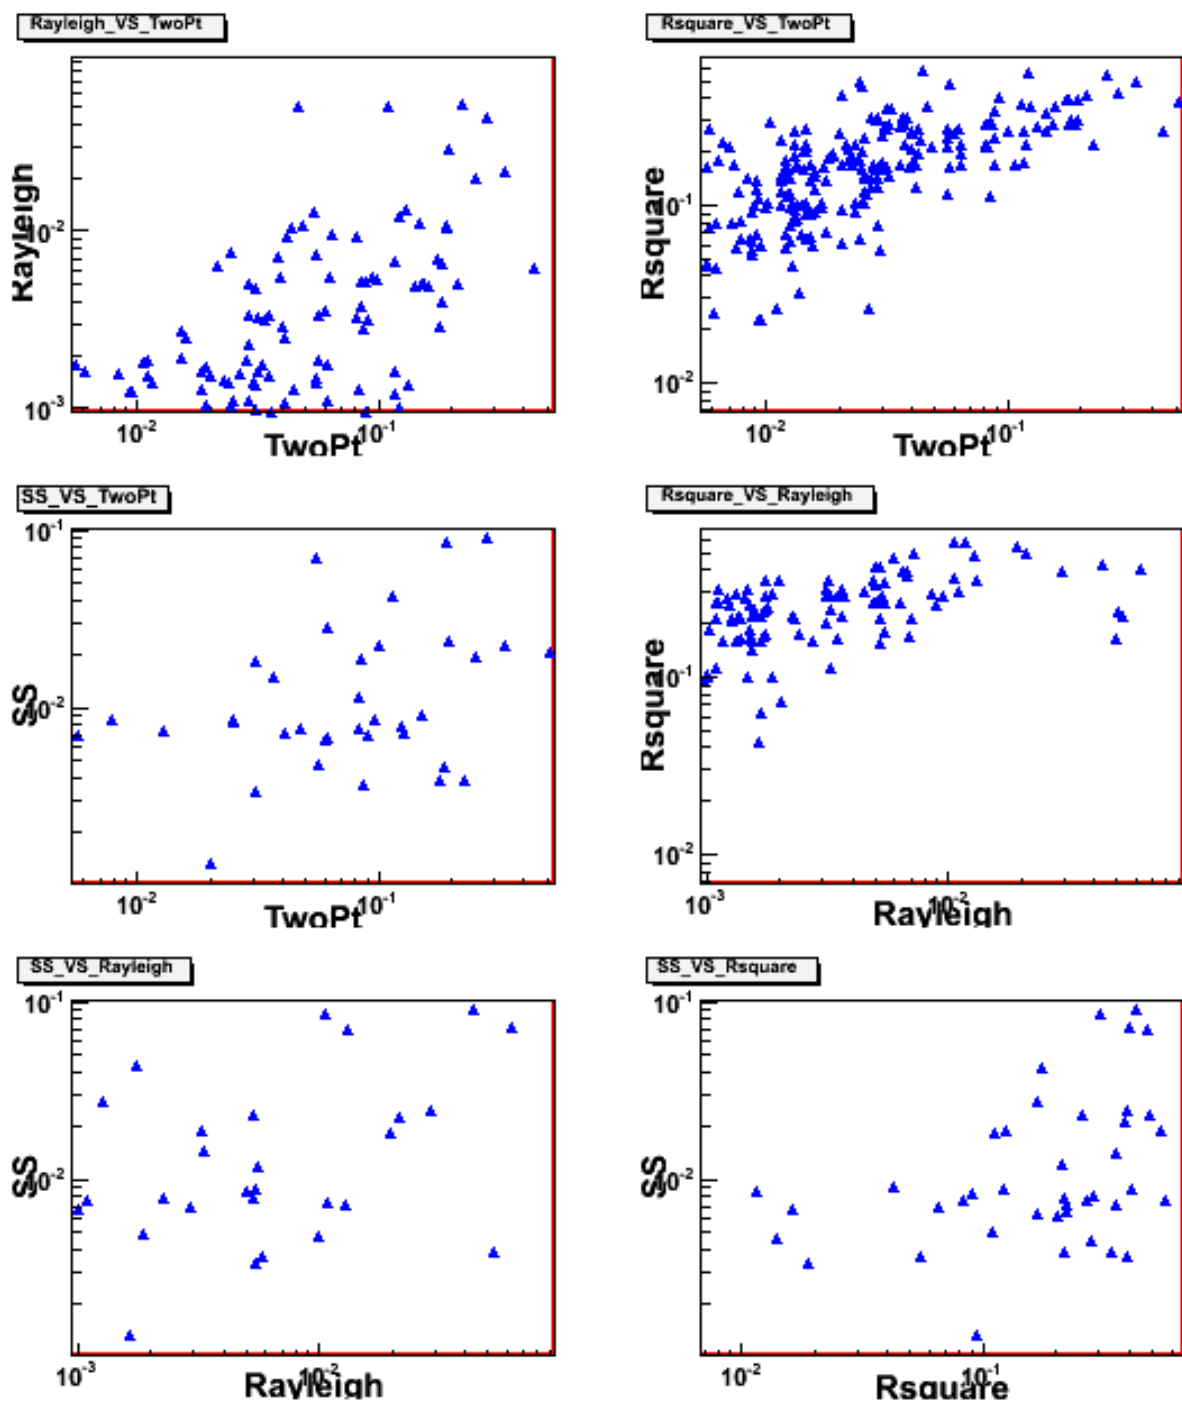 Rayleigh_VS_TwoPt
Rayleigh
10-2
10-3
10-2
10-1
TwoPt
Rsquare_VS_TwoPt
Rsquare
10-1
10-2
10-2
10-1
TwoPt
SS_VS_TwoPt
10-1
SS
10-2
10-2
10-1
TwoPt
Rsquare_VS_Rayleigh
Rsquare
10-1
10-2
10-3
10-2
Rayleigh
SS_VS_Rayleigh
10-1
SS
10-2
10-3
10-2
Rayleigh
SS_VS_Rsquare
10-1
SS
10-2
10-2
10-1
Rsquare